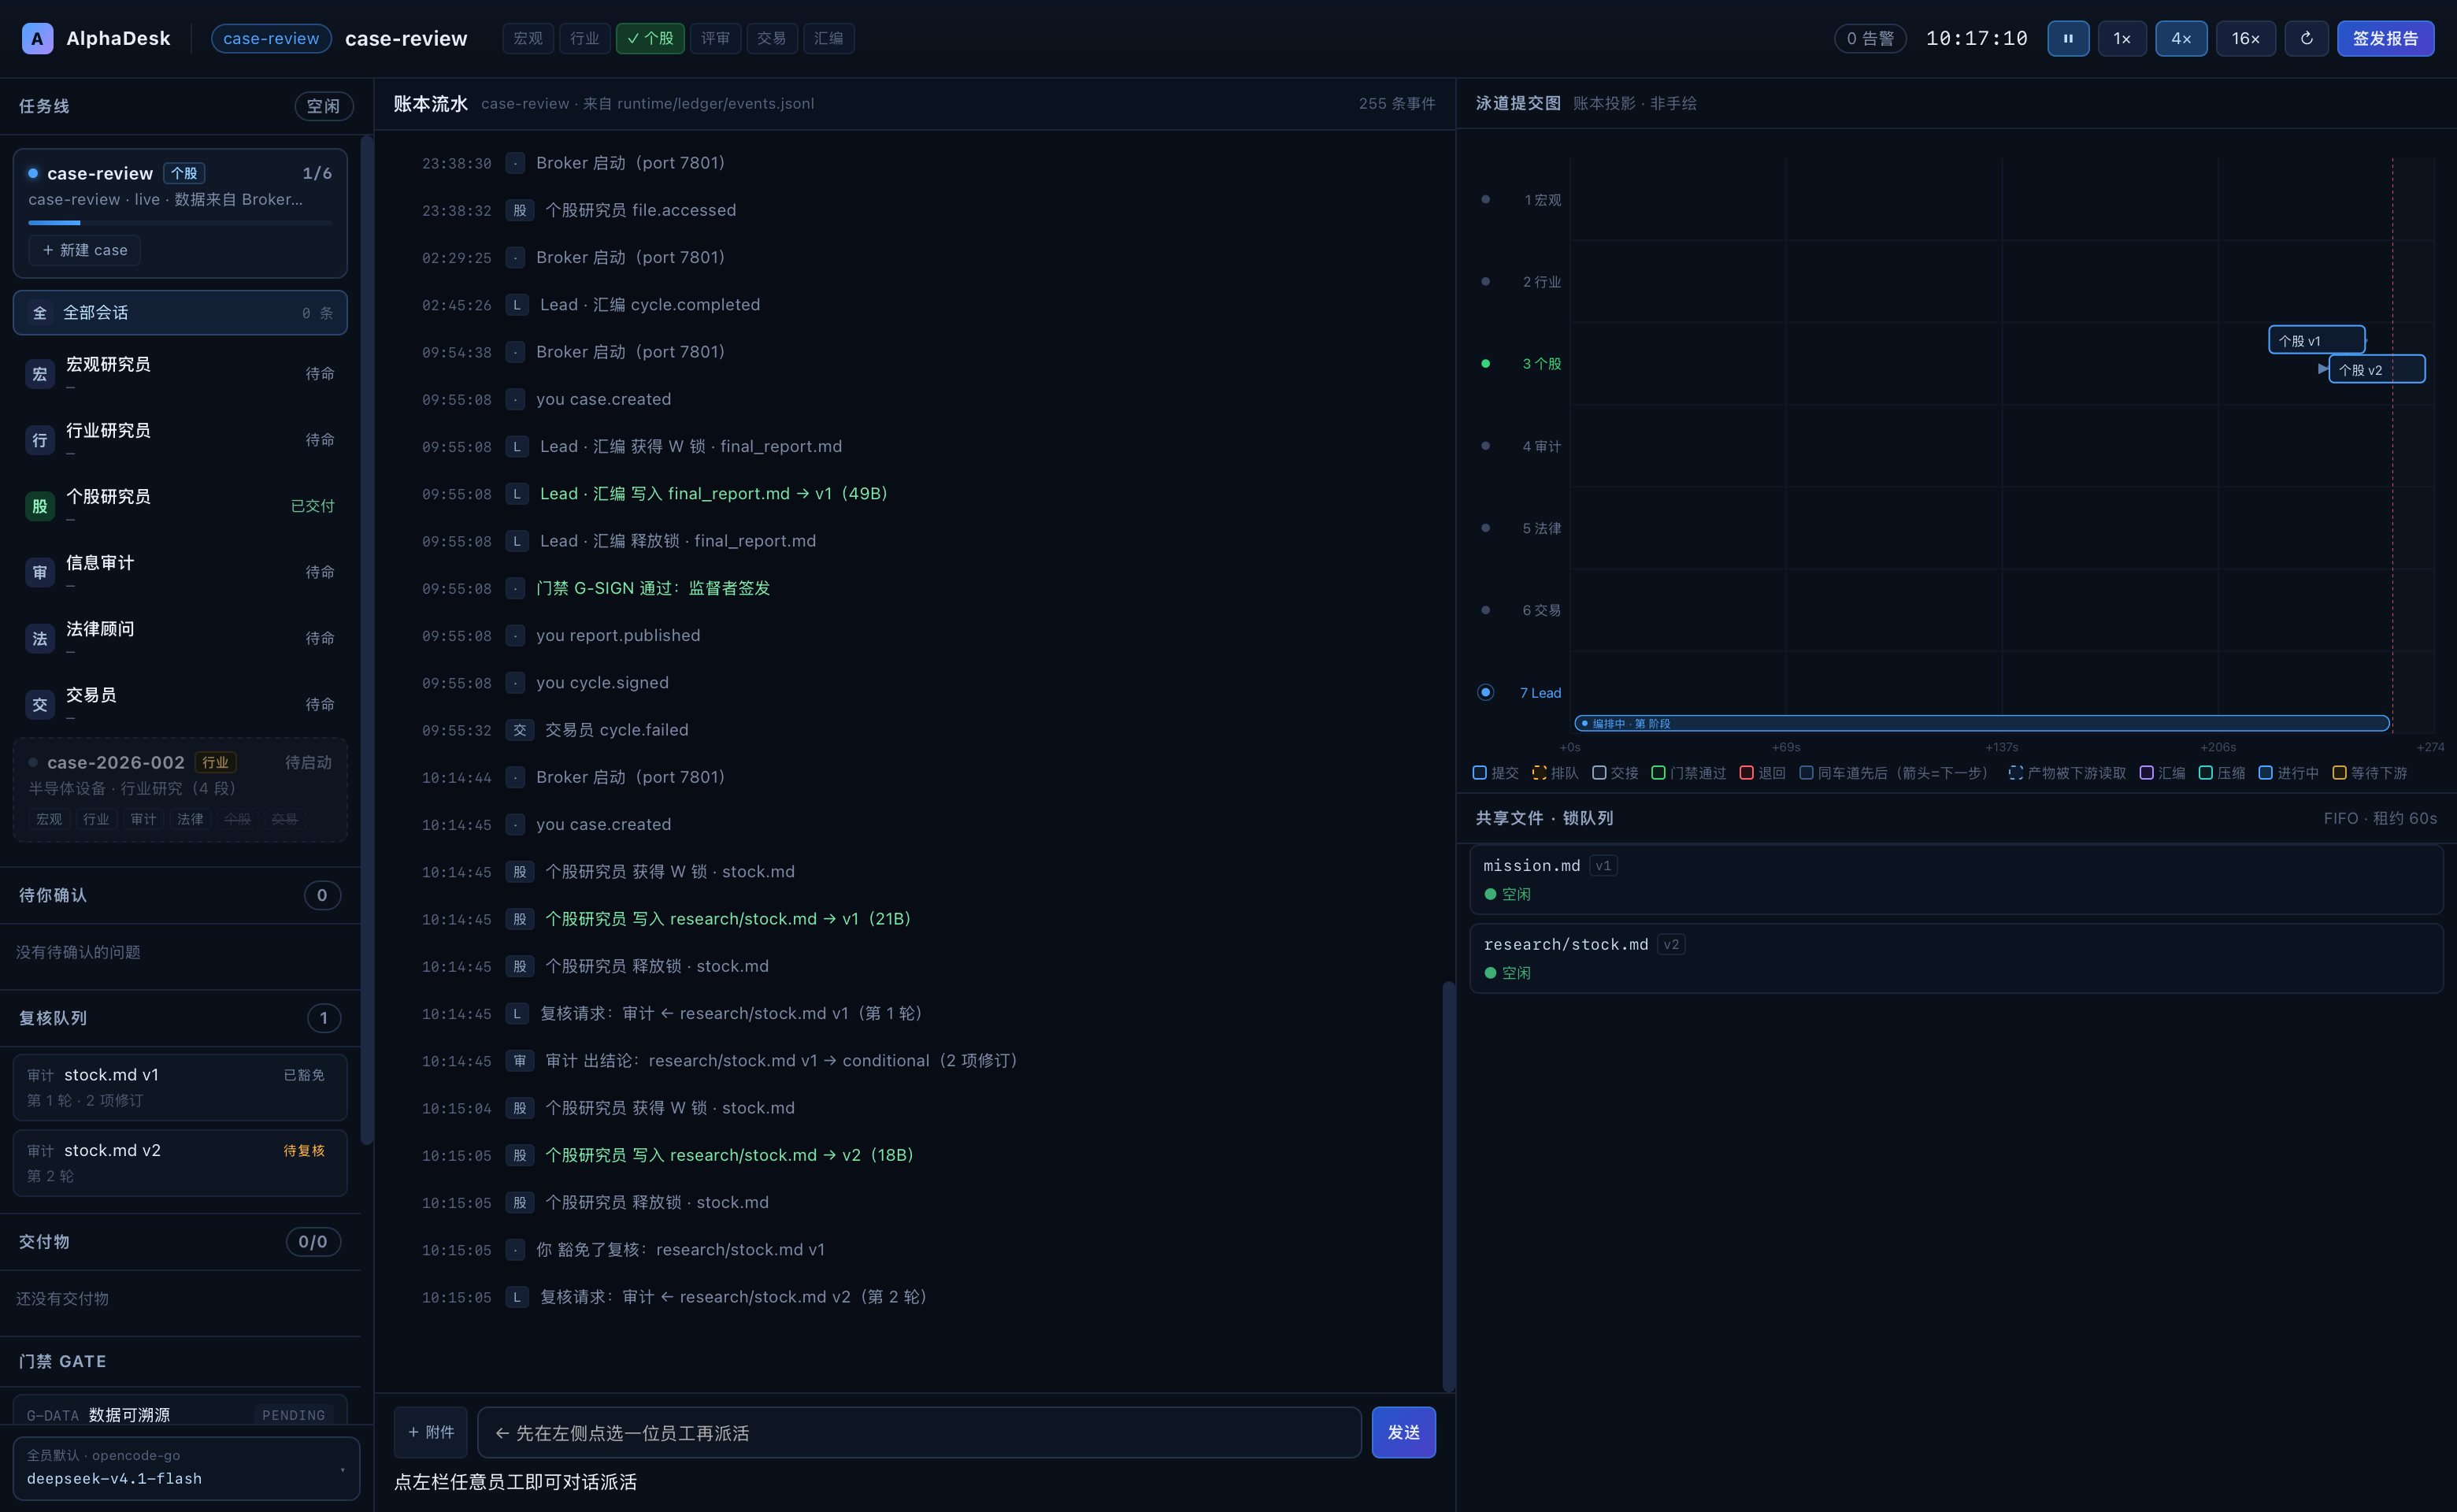 A AlphaDesk case-review case-review 宏观 行业 ✓ 个股 评审 交易 汇编 0 告警 10:17:10 1× 4× 16× ↻ 签发报告
任务线 空闲
case-review 个股 1/6
case-review · live · 数据来自 Broker...
+ 新建 case
全 全部会话 0 条
宏 宏观研究员 待命
—
行 行业研究员 待命
—
股 个股研究员 已交付
—
审 信息审计 待命
—
法 法律顾问 待命
—
交 交易员 待命
—
case-2026-002 行业 待启动
半导体设备 · 行业研究（4 段）
宏观 行业 审计 法律 个股 交易
待你确认 0
没有待确认的问题
复核队列 1
审计 stock.md v1 已豁免
第 1 轮 · 2 项修订
审计 stock.md v2 待复核
第 2 轮
交付物 0/0
还没有交付物
门禁 GATE
G-DATA 数据可溯源 PENDING
全员默认 · opencode-go
deepseek-v4.1-flash
账本流水 case-review · 来自 runtime/ledger/events.jsonl 255 条事件
23:38:30 · Broker 启动（port 7801）
23:38:32 股 个股研究员 file.accessed
02:29:25 · Broker 启动（port 7801）
02:45:26 L Lead · 汇编 cycle.completed
09:54:38 · Broker 启动（port 7801）
09:55:08 · you case.created
09:55:08 L Lead · 汇编 获得 W 锁 · final_report.md
09:55:08 L Lead · 汇编 写入 final_report.md → v1（49B）
09:55:08 L Lead · 汇编 释放锁 · final_report.md
09:55:08 · 门禁 G-SIGN 通过：监督者签发
09:55:08 · you report.published
09:55:08 · you cycle.signed
09:55:32 交 交易员 cycle.failed
10:14:44 · Broker 启动（port 7801）
10:14:45 · you case.created
10:14:45 股 个股研究员 获得 W 锁 · stock.md
10:14:45 股 个股研究员 写入 research/stock.md → v1（21B）
10:14:45 股 个股研究员 释放锁 · stock.md
10:14:45 L 复核请求：审计 ← research/stock.md v1（第 1 轮）
10:14:45 审 审计 出结论：research/stock.md v1 → conditional（2 项修订）
10:15:04 股 个股研究员 获得 W 锁 · stock.md
10:15:05 股 个股研究员 写入 research/stock.md → v2（18B）
10:15:05 股 个股研究员 释放锁 · stock.md
10:15:05 · 你 豁免了复核：research/stock.md v1
10:15:05 L 复核请求：审计 ← research/stock.md v2（第 2 轮）
+ 附件 ← 先在左侧点选一位员工再派活 发送
点左栏任意员工即可对话派活
泳道提交图 账本投影 · 非手绘
1 宏观
2 行业
3 个股
4 审计
5 法律
6 交易
7 Lead
个股 v1
个股 v2
编排中 · 第 阶段
+0s +69s +137s +206s +274
提交 排队 交接 门禁通过 退回 同车道先后（箭头=下一步） 产物被下游读取 汇编 压缩 进行中 等待下游
共享文件 · 锁队列 FIFO · 租约 60s
mission.md v1
空闲
research/stock.md v2
空闲